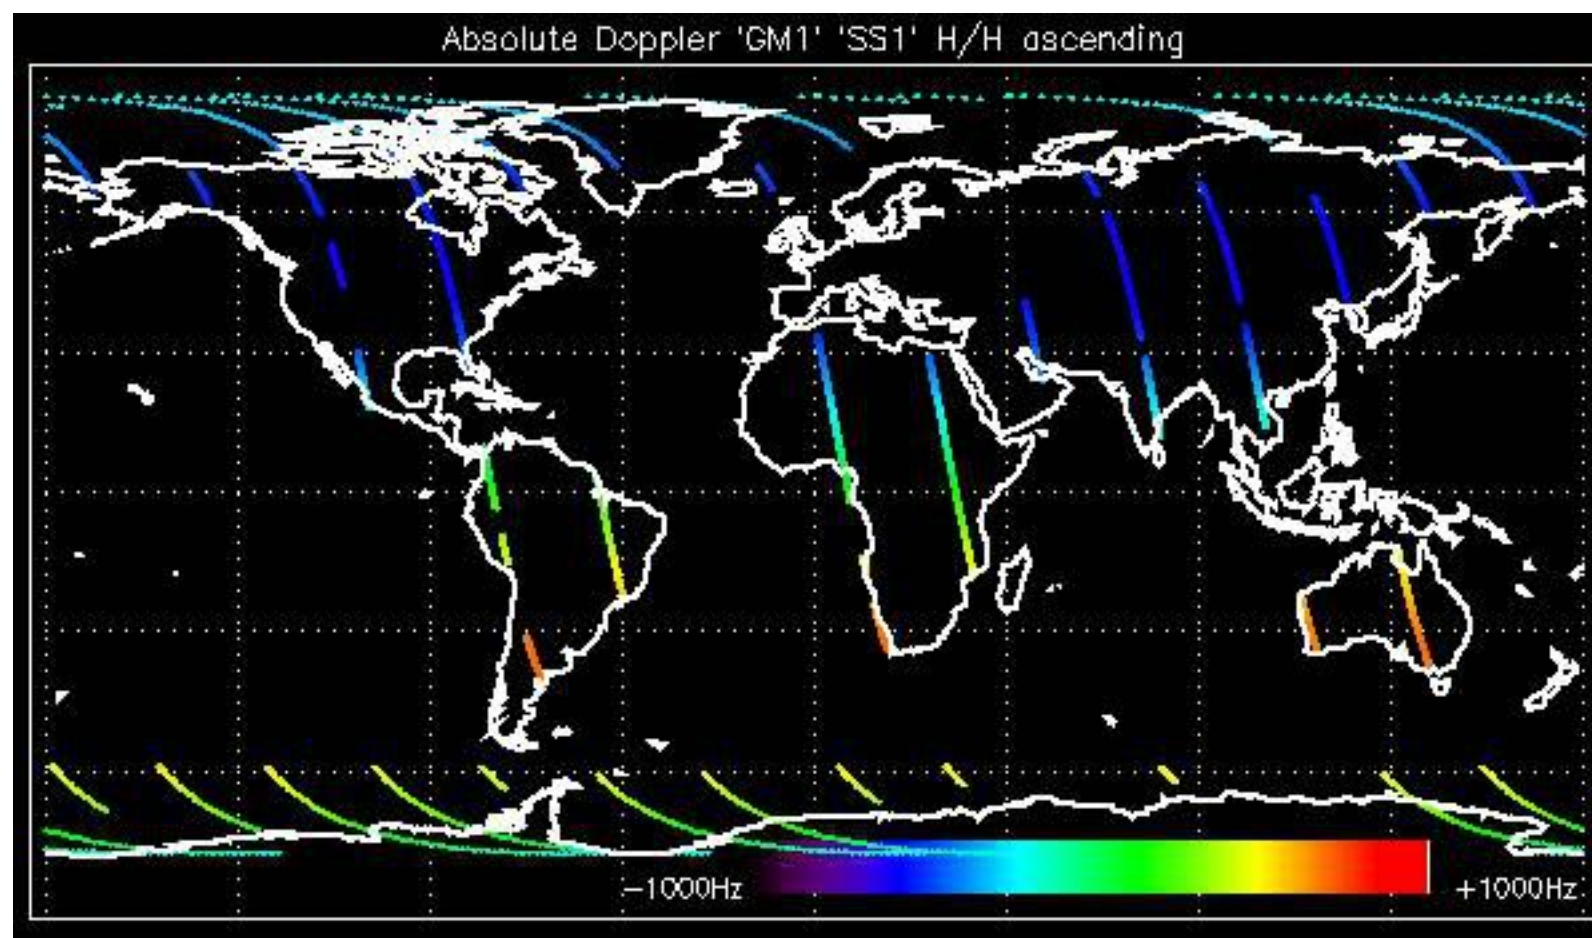 Absolute Doppler 'GM1' 'SS1' H/H ascending
−1000Hz
+1000Hz